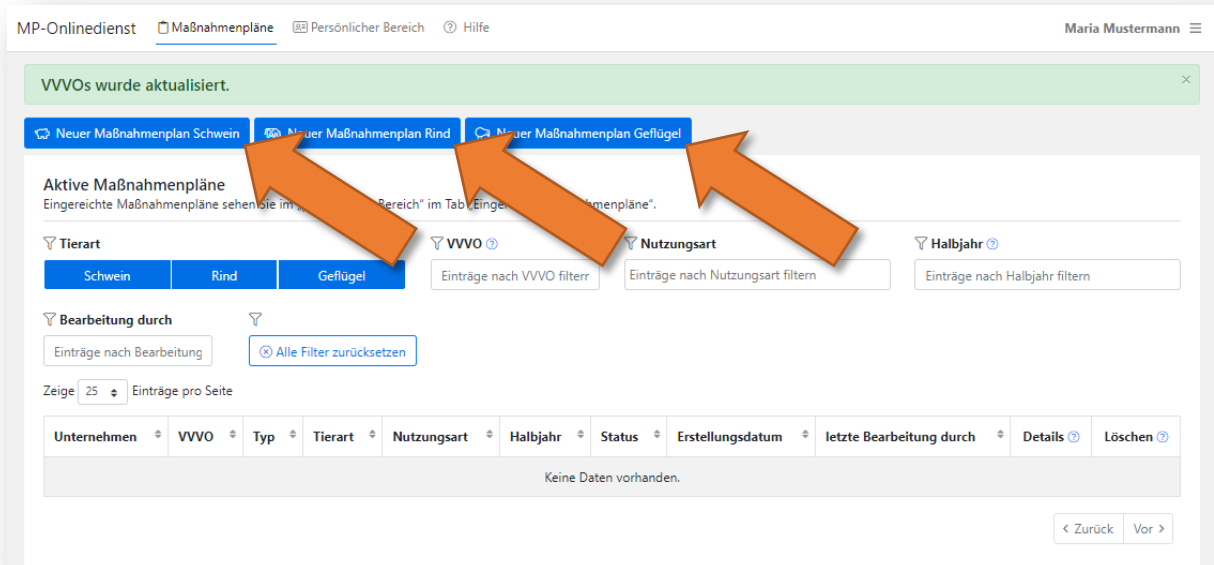 MP-Onlinedienst Maßnahmenpläne Persönlicher Bereich Hilfe Maria Mustermann
VVVOs wurde aktualisiert.
Neuer Maßnahmenplan Schwein Neuer Maßnahmenplan Rind Neuer Maßnahmenplan Geflügel
Aktive Maßnahmenpläne
Eingereichte Maßnahmenpläne sehen Sie im Bereich“ im Tab
Tierart VVVO Nutzungsart Halbjahr
Schwein Rind Geflügel Einträge nach VVVO filterr Einträge nach Nutzungsart filtern Einträge nach Halbjahr filtern
Bearbeitung durch
Einträge nach Bearbeitung Alle Filter zurücksetzen
Zeige 25 Einträge pro Seite
Unternehmen VVVO Typ Tierart Nutzungsart Halbjahr Status Erstellungsdatum letzte Bearbeitung durch Details Löschen
Keine Daten vorhanden.
< Zurück Vor >